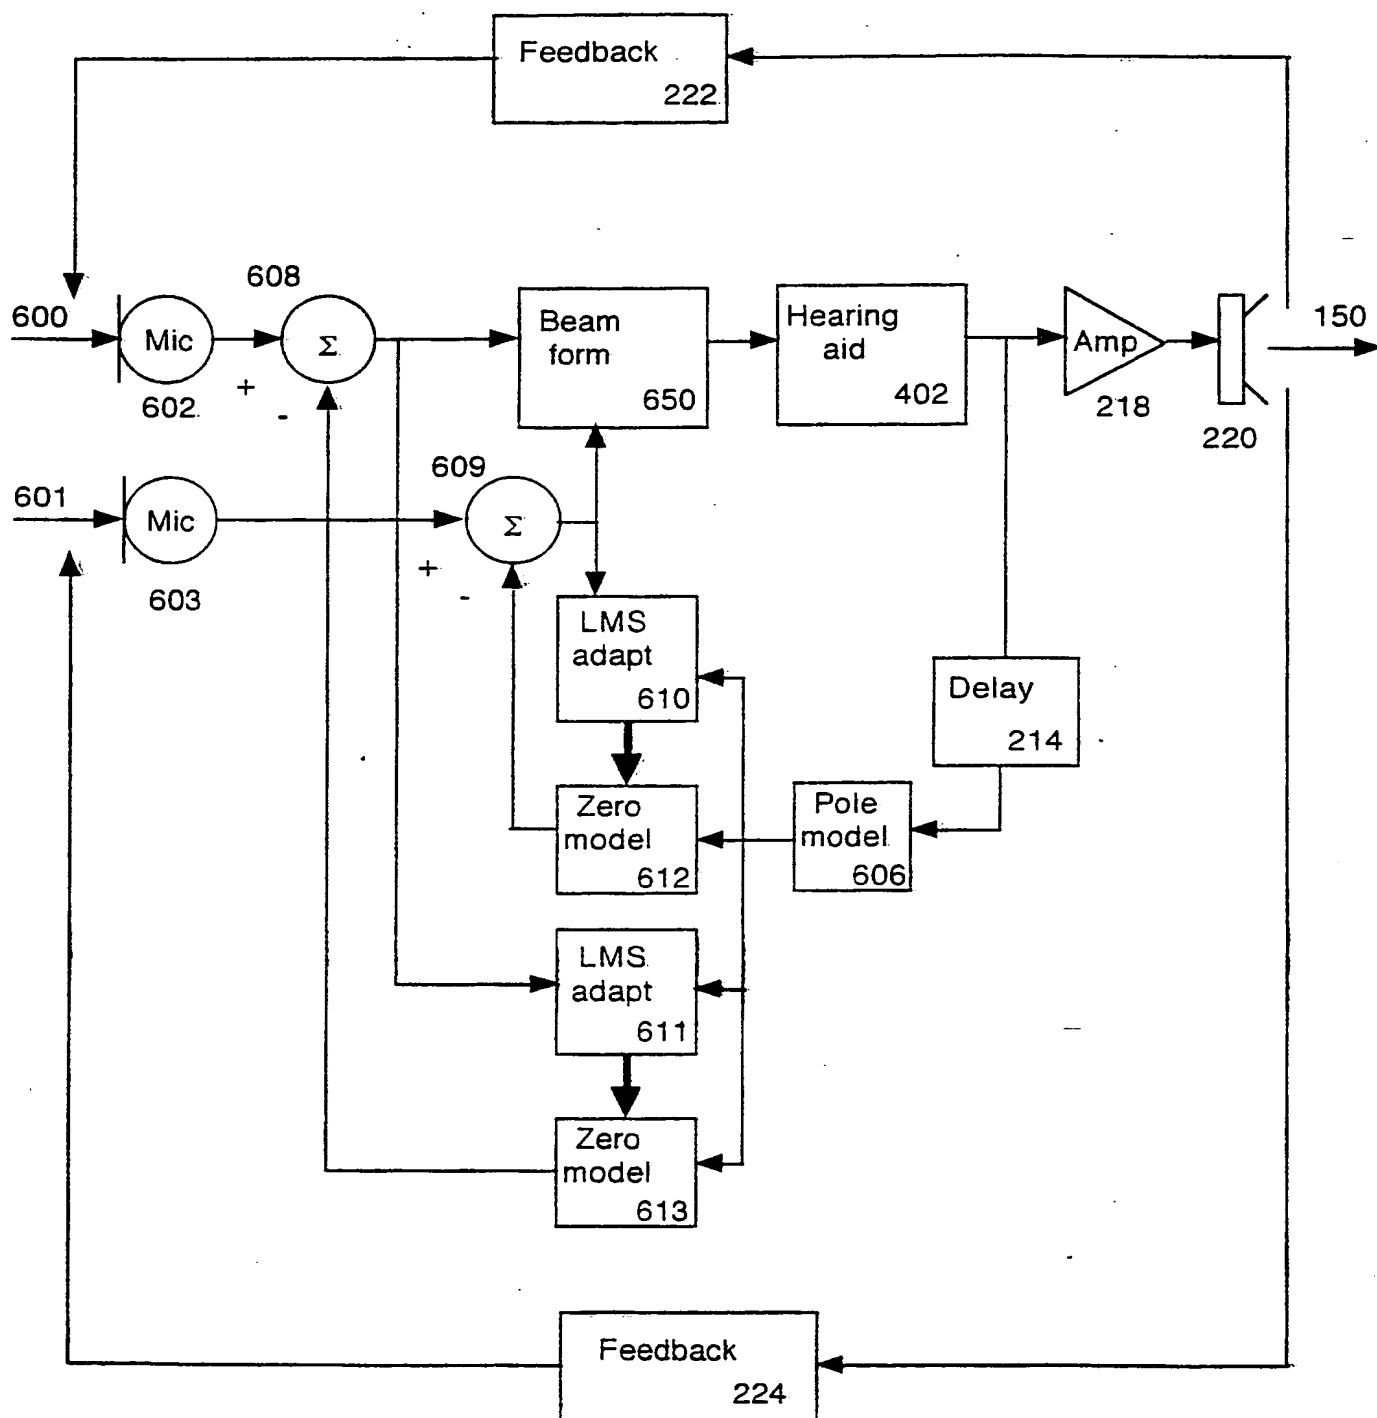 Feedback
222
608
600
Mic
Σ
Beam
form
650
Hearing
aid
402
Amp
150
+
-
602
218
220
609
601
Mic
Σ
+
-
603
LMS
adapt
610
Delay
214
Zero
model
612
Pole
model
606
LMS
adapt
611
Zero
model
613
Feedback
224